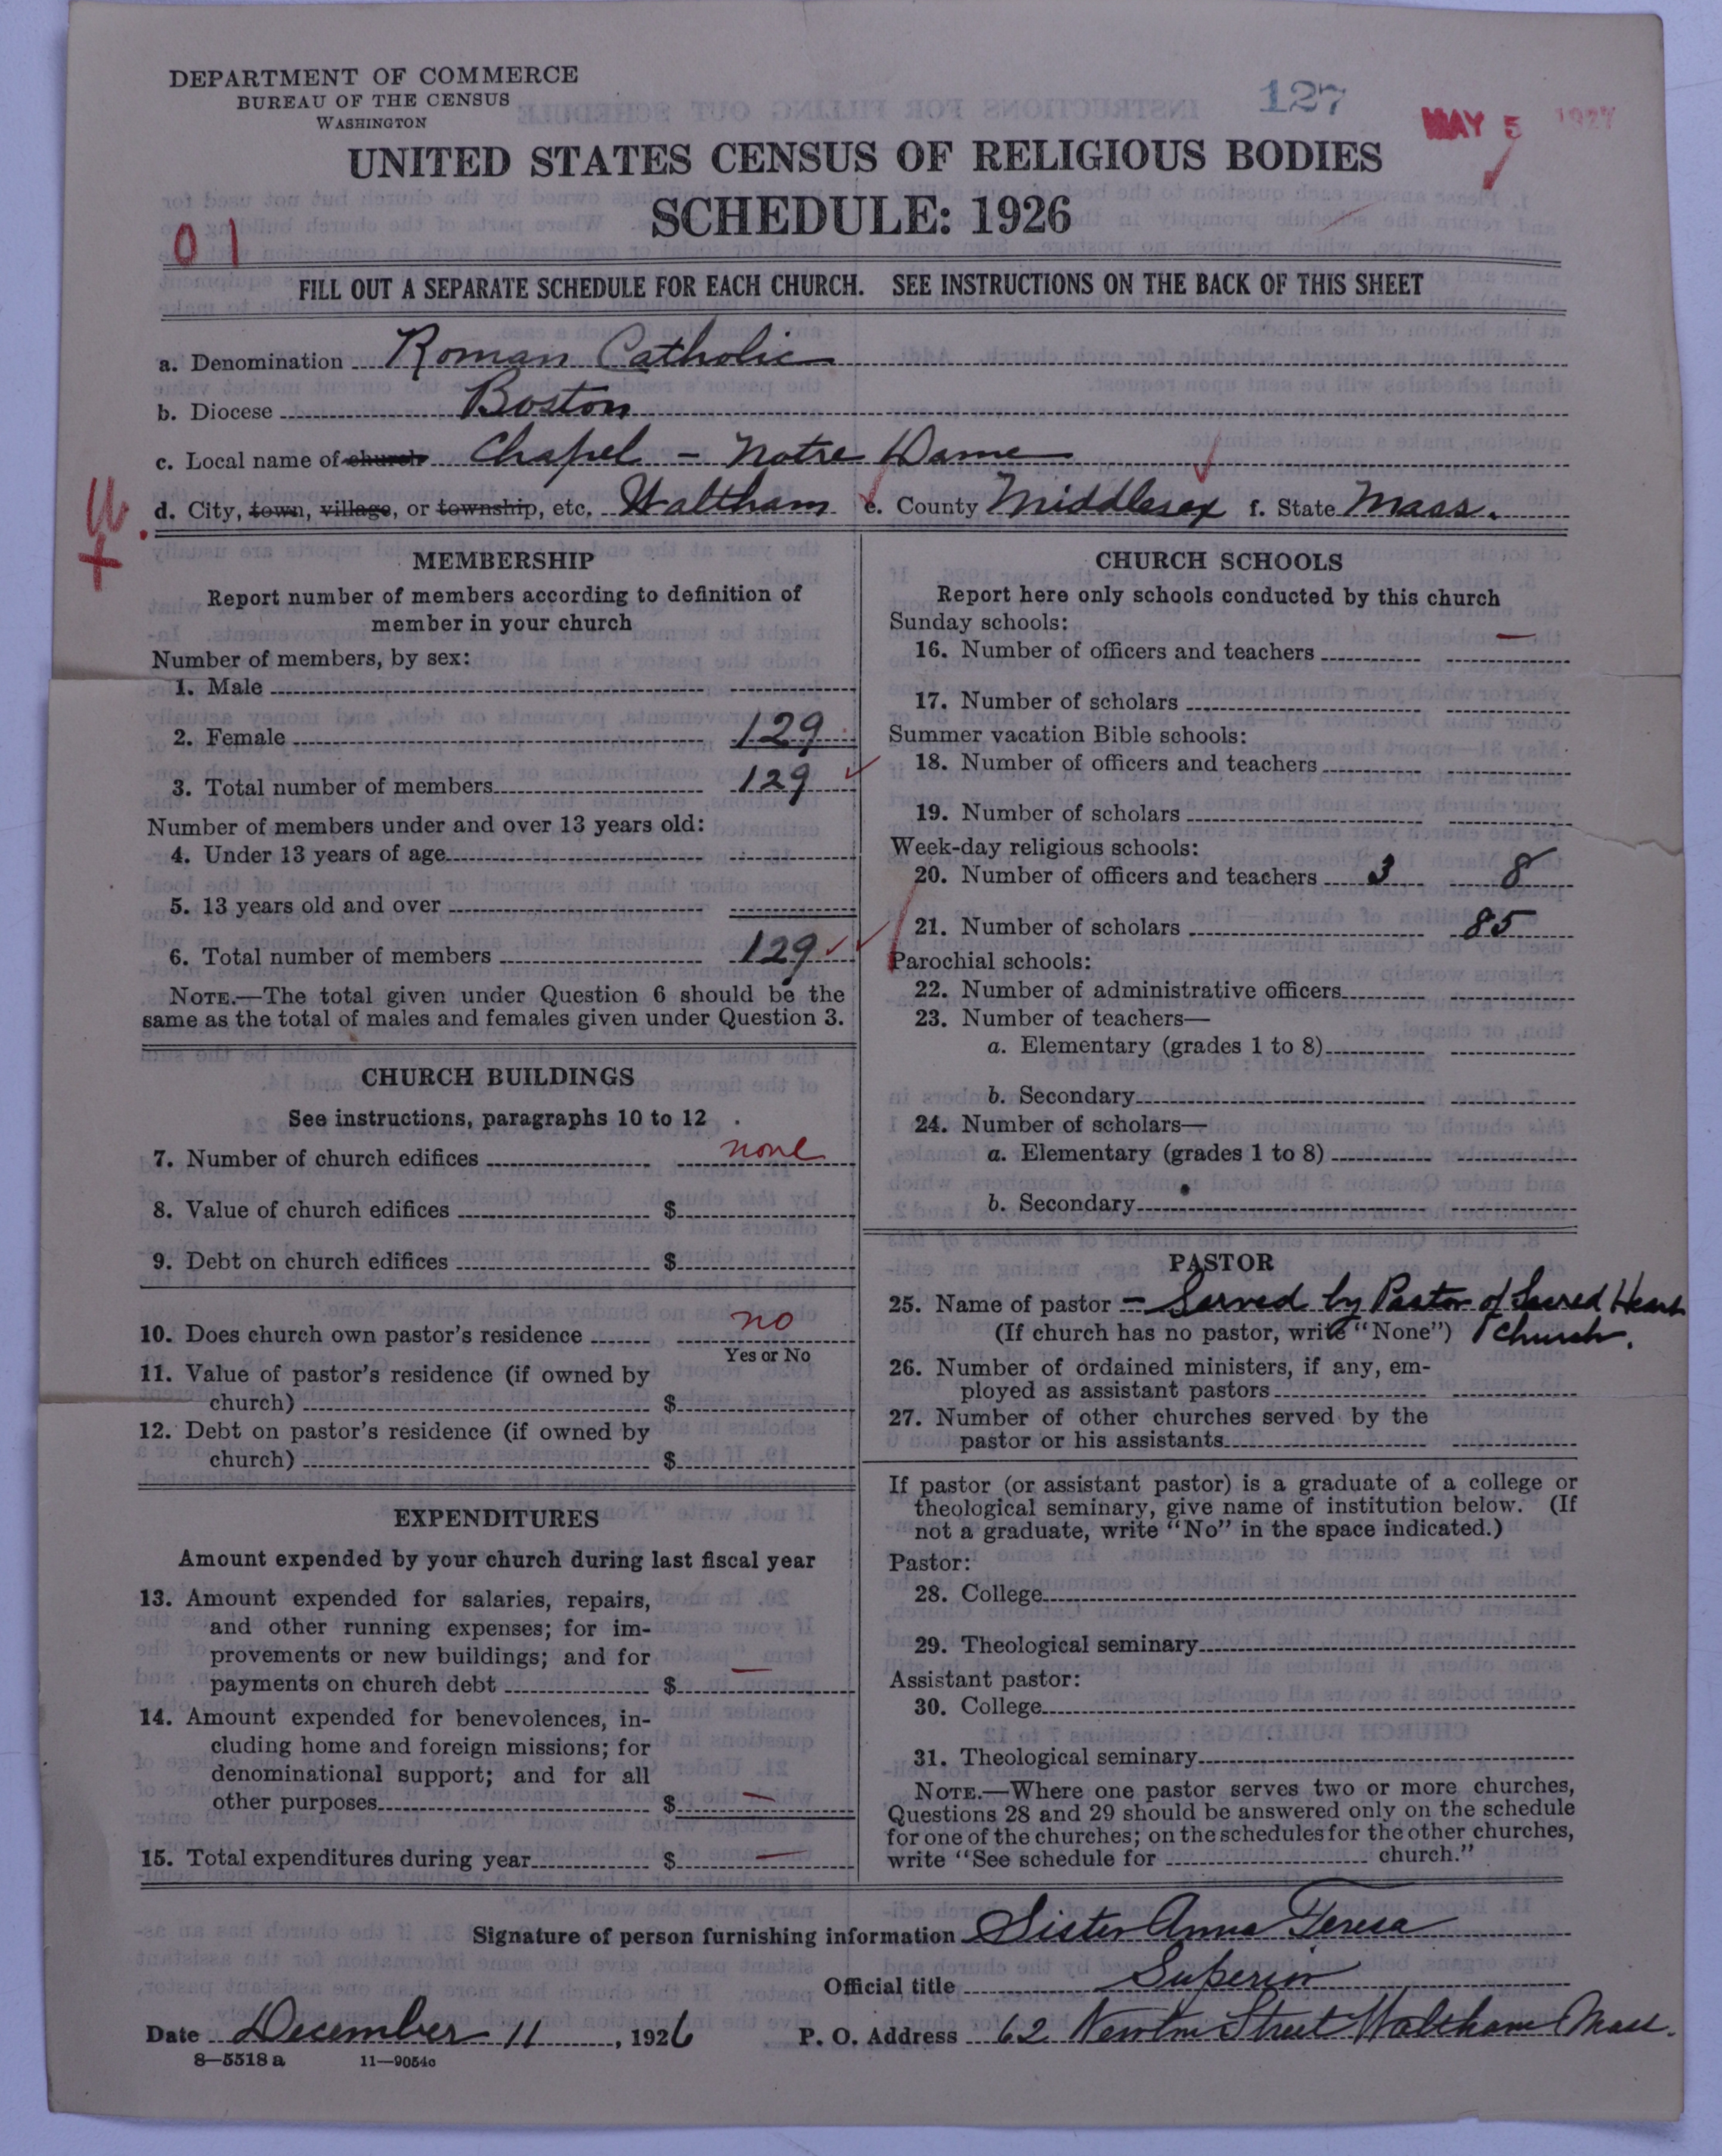 DEPARTMENT OF COMMERCE
BUREAU OF THE CENSUS
WASHINGTON
127
MAY 5 1927
UNITED STATES CENSUS OF RELIGIOUS BODIES
SCHEDULE: 1926
01
FILL OUT A SEPARATE SCHEDULE FOR EACH CHURCH. SEE INSTRUCTIONS ON THE BACK OF THIS SHEET
a. Denomination Roman Catholic
b. Diocese Boston
c. Local name of church Chapel - Notre Dame
d. City, town, village, or township, etc. Waltham e. County Middlesex f. State Mass.
MEMBERSHIP
Report number of members according to definition of
member in your church
Number of members, by sex:
1. Male
2. Female 129
3. Total number of members 129
Number of members under and over 13 years old:
4. Under 13 years of age
5. 13 years old and over
6. Total number of members 129
NOTE.—The total given under Question 6 should be the
same as the total of males and females given under Question 3.
CHURCH BUILDINGS
See instructions, paragraphs 10 to 12
7. Number of church edifices none
8. Value of church edifices $
9. Debt on church edifices $
10. Does church own pastor's residence no
Yes or No
11. Value of pastor's residence (if owned by
church) $
12. Debt on pastor's residence (if owned by
church) $
EXPENDITURES
Amount expended by your church during last fiscal year
13. Amount expended for salaries, repairs,
and other running expenses; for im-
provements or new buildings; and for
payments on church debt $ —
14. Amount expended for benevolences, in-
cluding home and foreign missions; for
denominational support; and for all
other purposes $ —
15. Total expenditures during year $ —
CHURCH SCHOOLS
Report here only schools conducted by this church
Sunday schools:
16. Number of officers and teachers —
17. Number of scholars
Summer vacation Bible schools:
18. Number of officers and teachers
19. Number of scholars
Week-day religious schools:
20. Number of officers and teachers 3 8
21. Number of scholars 85
Parochial schools:
22. Number of administrative officers
23. Number of teachers—
a. Elementary (grades 1 to 8)
b. Secondary
24. Number of scholars—
a. Elementary (grades 1 to 8)
b. Secondary
PASTOR
25. Name of pastor - Served by Pastor of Sacred Heart
(If church has no pastor, write "None") Church.
26. Number of ordained ministers, if any, em-
ployed as assistant pastors
27. Number of other churches served by the
pastor or his assistants
If pastor (or assistant pastor) is a graduate of a college or
theological seminary, give name of institution below. (If
not a graduate, write "No" in the space indicated.)
Pastor:
28. College
29. Theological seminary
Assistant pastor:
30. College
31. Theological seminary
NOTE.—Where one pastor serves two or more churches,
Questions 28 and 29 should be answered only on the schedule
for one of the churches; on the schedules for the other churches,
write "See schedule for church."
Signature of person furnishing information Sister Anna Teresa
Official title Superior
Date December 11, 1926 P. O. Address 62 Newton Street Waltham Mass.
8—5518 a 11—9054c